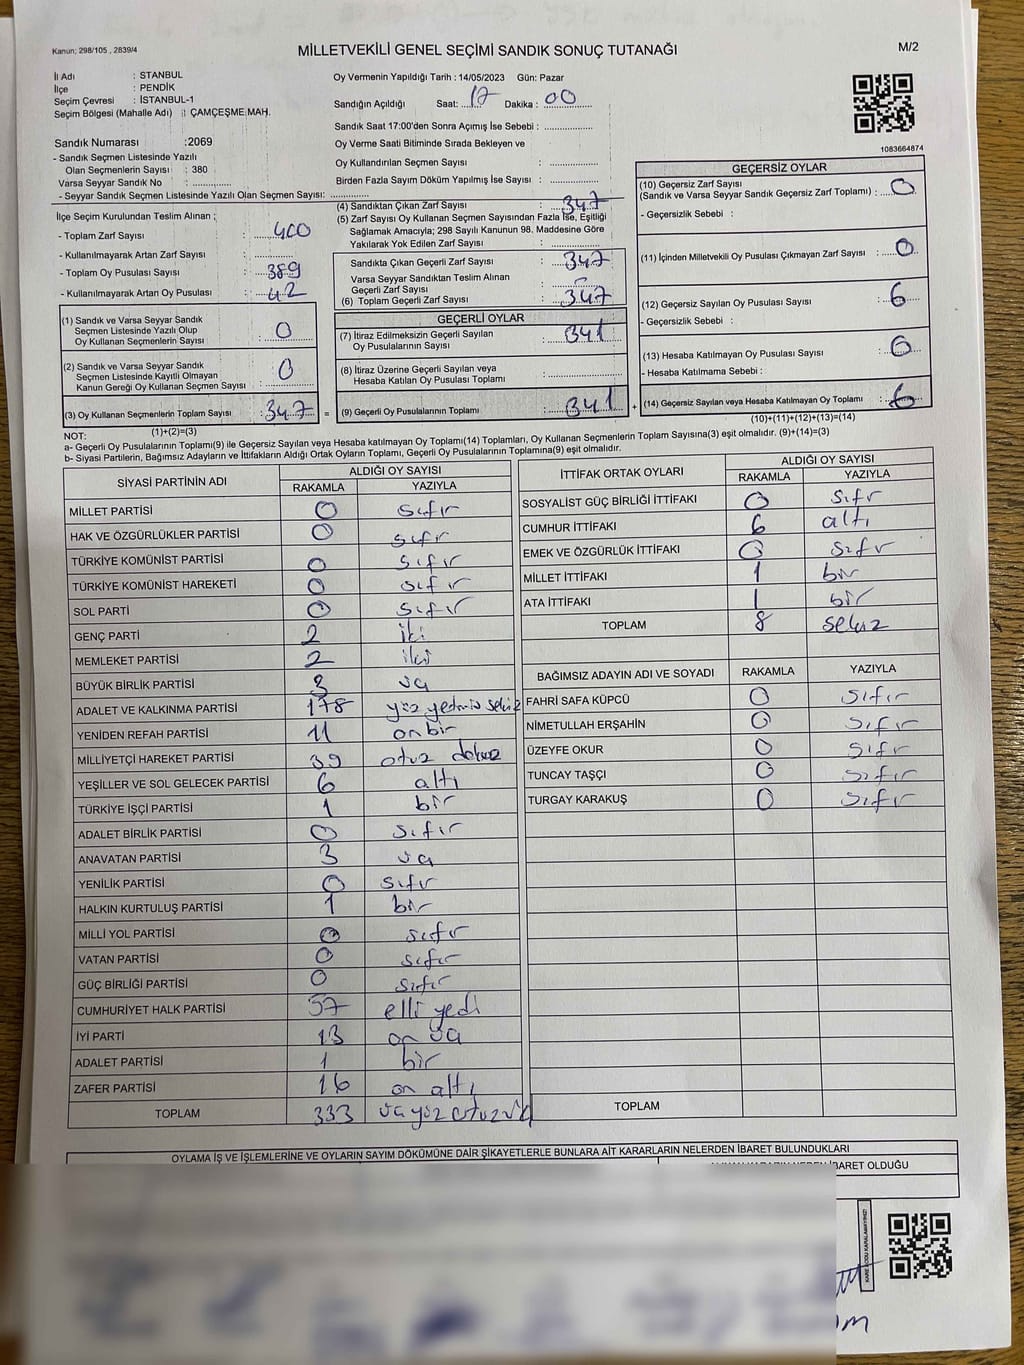 Kanun; 298/105 , 2839/4
MİLLETVEKİLİ GENEL SEÇİMİ SANDIK SONUÇ TUTANAĞI
M/2
İl Adı : STANBUL
İlçe : PENDİK
Seçim Çevresi : İSTANBUL-1
Seçim Bölgesi (Mahalle Adı) : ÇAMÇEŞME MAH.
Sandık Numarası :2069
- Sandık Seçmen Listesinde Yazılı
Olan Seçmenlerin Sayısı : 380
Varsa Seyyar Sandık No : ..............
- Seyyar Sandık Seçmen Listesinde Yazılı Olan Seçmen Sayısı: ..............
Oy Vermenin Yapıldığı Tarih : 14/05/2023 Gün: Pazar
Sandığın Açıldığı Saat: 17 Dakika : 00
Sandık Saat 17:00'den Sonra Açımış İse Sebebi : ..............
Oy Verme Saati Bitiminde Sırada Bekleyen ve
Oy Kullandırılan Seçmen Sayısı : ..............
Birden Fazla Sayım Döküm Yapılmış İse Sayısı : ..............
1083664874
İlçe Seçim Kurulundan Teslim Alınan ;
- Toplam Zarf Sayısı : 400
- Kullanılmayarak Artan Zarf Sayısı : ..............
- Toplam Oy Pusulası Sayısı : 389
- Kullanılmayarak Artan Oy Pusulası : 42
(1) Sandık ve Varsa Seyyar Sandık
Seçmen Listesinde Yazılı Olup
Oy Kullanan Seçmenlerin Sayısı : 0
(2) Sandık ve Varsa Seyyar Sandık
Seçmen Listesinde Kayıtlı Olmayan
Kanun Gereği Oy Kullanan Seçmen Sayısı : 0
(3) Oy Kullanan Seçmenlerin Toplam Sayısı : 347 =
(1)+(2)=(3)
(4) Sandıktan Çıkan Zarf Sayısı : 347
(5) Zarf Sayısı Oy Kullanan Seçmen Sayısından Fazla İse, Eşitliği
Sağlamak Amacıyla; 298 Sayılı Kanunun 98. Maddesine Göre
Yakılarak Yok Edilen Zarf Sayısı : ..............
Sandıkta Çıkan Geçerli Zarf Sayısı : 347
Varsa Seyyar Sandıktan Teslim Alınan
Geçerli Zarf Sayısı :
(6) Toplam Geçerli Zarf Sayısı : 347
GEÇERLİ OYLAR
(7) İtiraz Edilmeksizin Geçerli Sayılan
Oy Pusulalarının Sayısı : 341
(8) İtiraz Üzerine Geçerli Sayılan veya
Hesaba Katılan Oy Pusulası Toplamı : ..............
(9) Geçerli Oy Pusulalarının Toplamı : 341 +
GEÇERSİZ OYLAR
(10) Geçersiz Zarf Sayısı
(Sandık ve Varsa Seyyar Sandık Geçersiz Zarf Toplamı) : 0
- Geçersizlik Sebebi :
(11) İçinden Milletvekili Oy Pusulası Çıkmayan Zarf Sayısı : 0
(12) Geçersiz Sayılan Oy Pusulası Sayısı : 6
- Geçersizlik Sebebi :
(13) Hesaba Katılmayan Oy Pusulası Sayısı : 0
- Hesaba Katılmama Sebebi :
(14) Geçersiz Sayılan veya Hesaba Katılmayan Oy Toplamı : 6
(10)+(11)+(12)+(13)=(14)
NOT:
a- Geçerli Oy Pusulalarının Toplamı(9) ile Geçersiz Sayılan veya Hesaba katılmayan Oy Toplamı(14) Toplamları, Oy Kullanan Seçmenlerin Toplam Sayısına(3) eşit olmalıdır. (9)+(14)=(3)
b- Siyasi Partilerin, Bağımsız Adayların ve İttifakların Aldığı Ortak Oyların Toplamı, Geçerli Oy Pusulalarının Toplamına(9) eşit olmalıdır.
SİYASİ PARTİNİN ADI ALDIĞI OY SAYISI
RAKAMLA YAZIYLA
MİLLET PARTİSİ 0 sıfır
HAK VE ÖZGÜRLÜKLER PARTİSİ 0 sıfır
TÜRKİYE KOMÜNİST PARTİSİ 0 sıfır
TÜRKİYE KOMÜNİST HAREKETİ 0 sıfır
SOL PARTİ 0 sıfır
GENÇ PARTİ 2 iki
MEMLEKET PARTİSİ 2 iki
BÜYÜK BİRLİK PARTİSİ 3 üç
ADALET VE KALKINMA PARTİSİ 178 yüz yetmiş sekiz
YENİDEN REFAH PARTİSİ 11 onbir
MİLLİYETÇİ HAREKET PARTİSİ 39 otuz dokuz
YEŞİLLER VE SOL GELECEK PARTİSİ 6 altı
TÜRKİYE İŞÇİ PARTİSİ 1 bir
ADALET BİRLİK PARTİSİ 0 sıfır
ANAVATAN PARTİSİ 3 üç
YENİLİK PARTİSİ 0 sıfır
HALKIN KURTULUŞ PARTİSİ 1 bir
MİLLİ YOL PARTİSİ 0 sıfır
VATAN PARTİSİ 0 sıfır
GÜÇ BİRLİĞİ PARTİSİ 0 sıfır
CUMHURİYET HALK PARTİSİ 57 elli yedi
İYİ PARTİ 13 on üç
ADALET PARTİSİ 1 bir
ZAFER PARTİSİ 16 on altı
TOPLAM 333 üç yüz otuz üç
İTTİFAK ORTAK OYLARI ALDIĞI OY SAYISI
RAKAMLA YAZIYLA
SOSYALİST GÜÇ BİRLİĞİ İTTİFAKI 0 sıfır
CUMHUR İTTİFAKI 6 altı
EMEK VE ÖZGÜRLÜK İTTİFAKI 0 sıfır
MİLLET İTTİFAKI 1 bir
ATA İTTİFAKI 1 bir
TOPLAM 8 sekiz
BAĞIMSIZ ADAYIN ADI VE SOYADI RAKAMLA YAZIYLA
FAHRİ SAFA KÜPCÜ 0 sıfır
NİMETULLAH ERŞAHİN 0 sıfır
ÜZEYFE OKUR 0 sıfır
TUNCAY TAŞÇI 0 sıfır
TURGAY KARAKUŞ 0 sıfır
TOPLAM
OYLAMA İŞ VE İŞLEMLERİNE VE OYLARIN SAYIM DÖKÜMÜNE DAİR ŞİKAYETLERLE BUNLARA AİT KARARLARIN NELERDEN İBARET BULUNDUKLARI
İBARET OLDUĞU
KARE KODU KARALAMAYINIZ!